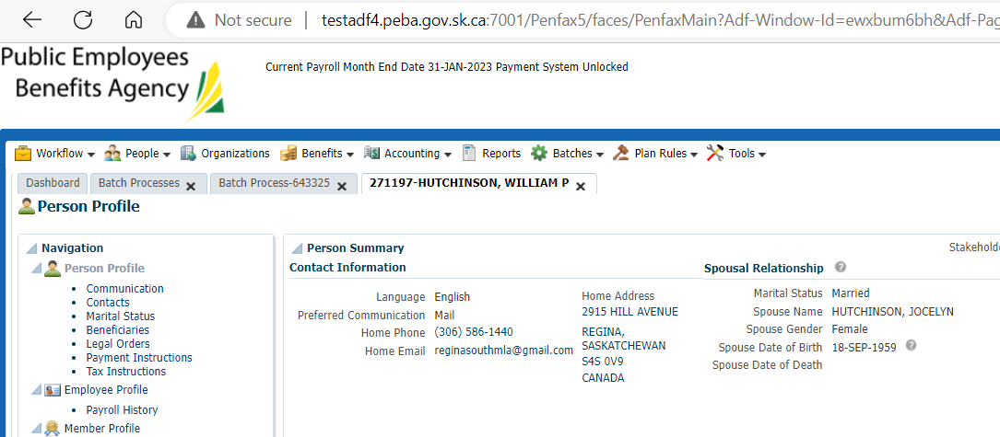 Not secure | testadf4.peba.gov.sk.ca:7001/Penfax5/faces/PenfaxMain?Adf-Window-Id=ewxbum6bh&Adf-Pag
Public Employees
Benefits Agency
Current Payroll Month End Date 31-JAN-2023 Payment System Unlocked
Workflow People Organizations Benefits Accounting Reports Batches Plan Rules Tools
Dashboard Batch Processes Batch Process-643325 271197-HUTCHINSON, WILLIAM P
Person Profile
Navigation
Person Profile
Communication
Contacts
Marital Status
Beneficiaries
Legal Orders
Payment Instructions
Tax Instructions
Employee Profile
Payroll History
Member Profile
Person Summary
Stakeholde
Contact Information
Language English
Preferred Communication Mail
Home Phone (306) 586-1440
Home Email reginasouthmla@gmail.com
Home Address
2915 HILL AVENUE
REGINA,
SASKATCHEWAN
S4S 0V9
CANADA
Spousal Relationship
Marital Status Married
Spouse Name HUTCHINSON, JOCELYN
Spouse Gender Female
Spouse Date of Birth 18-SEP-1959
Spouse Date of Death